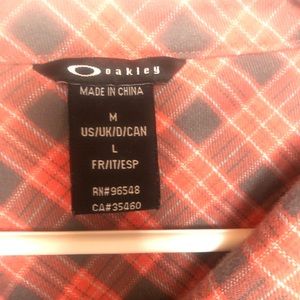 Oakley
MADE IN CHINA
M
US/UK/D/CAN
L
FR/IT/ESP
RN#96548
CA#35460